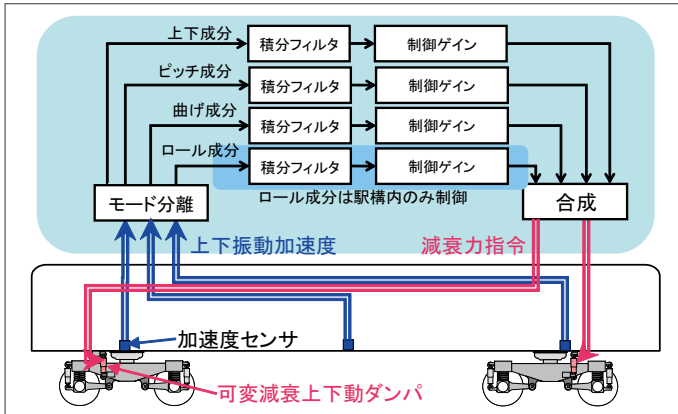 上下成分
積分フィルタ
制御ゲイン
ピッチ成分
積分フィルタ
制御ゲイン
曲げ成分
積分フィルタ
制御ゲイン
ロール成分
積分フィルタ
制御ゲイン
ロール成分は駅構内のみ制御
モード分離
合成
上下振動加速度
減衰力指令
加速度センサ
可変減衰上下動ダンパ